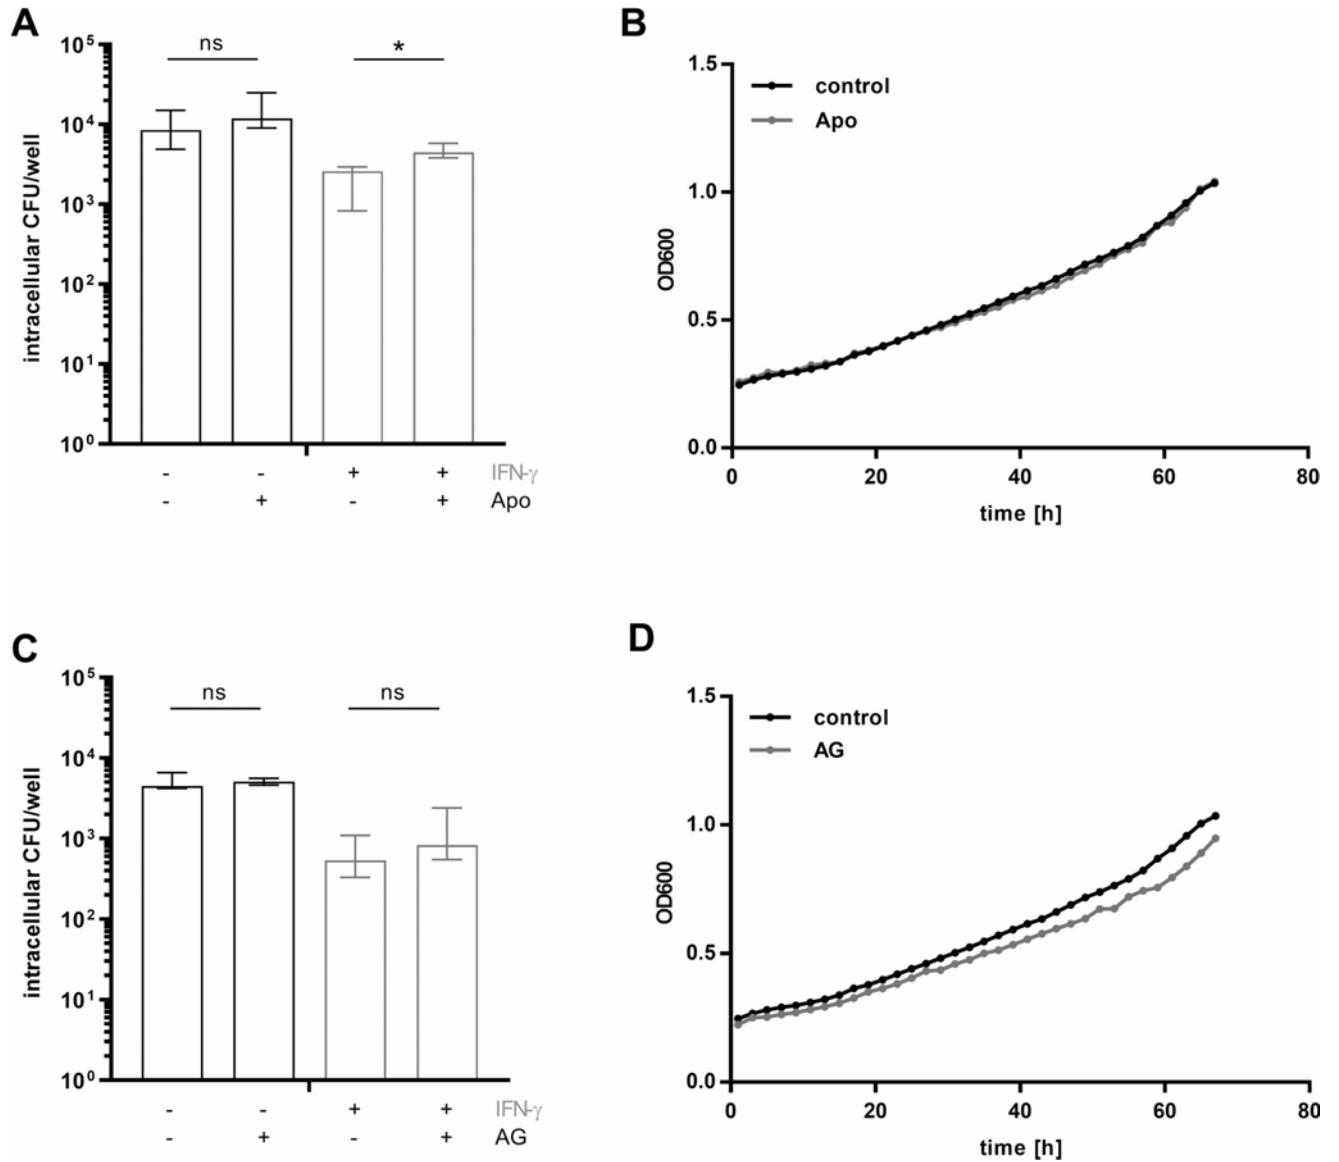 A
10^5
10^4
10^3
10^2
10^1
10^0
intracellular CFU/well
ns
*
- - + + IFN-γ
- + - + Apo
B
1.5
1.0
0.5
0.0
OD600
control
Apo
0 20 40 60 80
time [h]
C
10^5
10^4
10^3
10^2
10^1
10^0
intracellular CFU/well
ns
ns
- - + + IFN-γ
- + - + AG
D
1.5
1.0
0.5
0.0
OD600
control
AG
0 20 40 60 80
time [h]